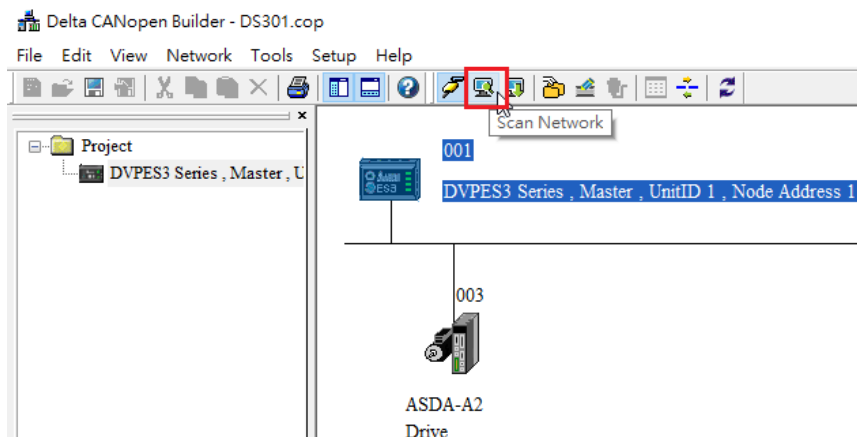 Delta CANopen Builder - DS301.cop
File Edit View Network Tools Setup Help
Scan Network
Project
DVPES3 Series , Master , U
001
DVPES3 Series , Master , UnitID 1 , Node Address 1
003
ASDA-A2
Drive